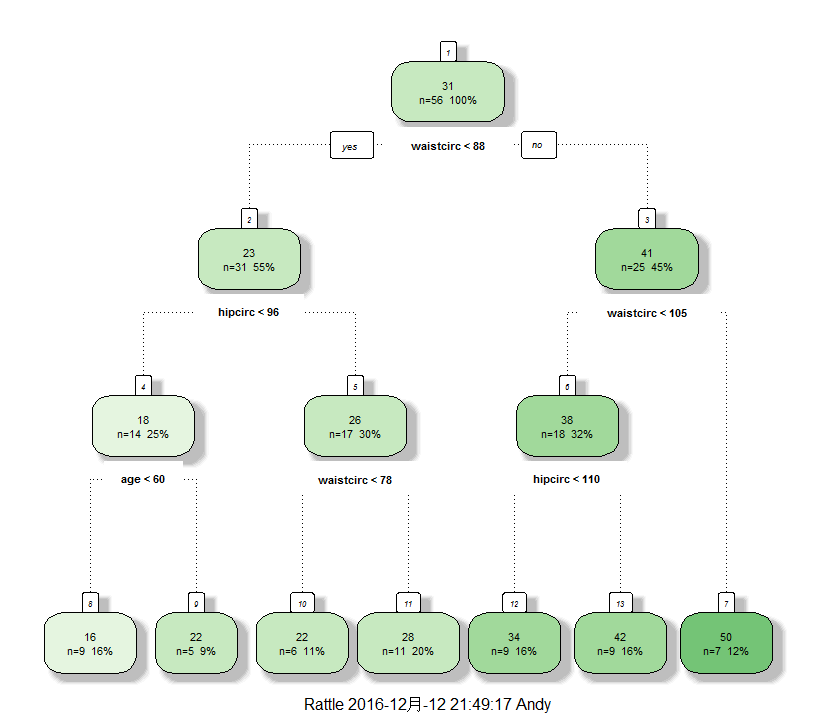 1
31
n=56 100%
yes
waistcirc < 88
no
2
3
23
n=31 55%
41
n=25 45%
hipcirc < 96
waistcirc < 105
4
5
6
18
n=14 25%
26
n=17 30%
38
n=18 32%
age < 60
waistcirc < 78
hipcirc < 110
8
9
10
11
12
13
7
16
n=9 16%
22
n=5 9%
22
n=6 11%
28
n=11 20%
34
n=9 16%
42
n=9 16%
50
n=7 12%
Rattle 2016-12月-12 21:49:17 Andy